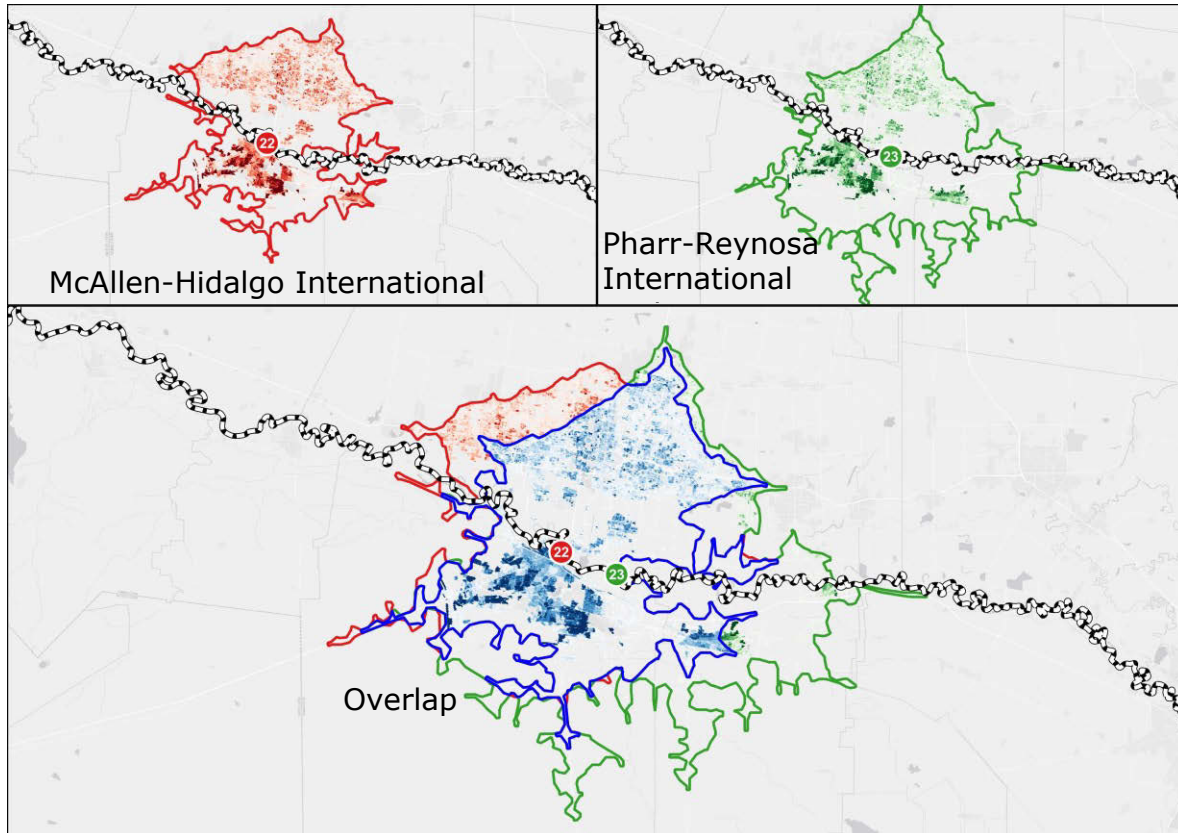 22
McAllen-Hidalgo International
23
Pharr-Reynosa
International
22
23
Overlap